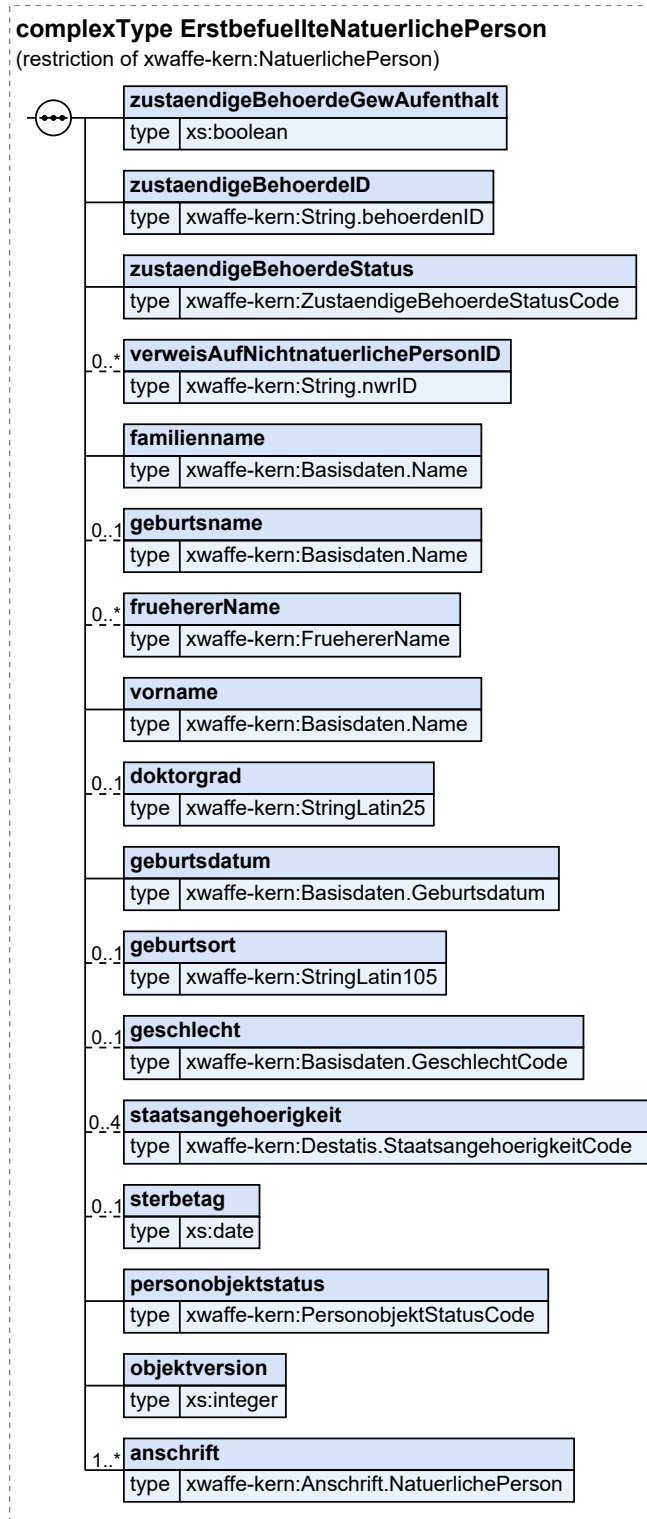 complexType ErstbefuellteNatuerlichePerson
(restriction of xwaffe-kern:NatuerlichePerson)
zustaendigeBehoerdeGewAufenthalt
type xs:boolean
zustaendigeBehoerdeID
type xwaffe-kern:String.behoerdenID
zustaendigeBehoerdeStatus
type xwaffe-kern:ZustaendigeBehoerdeStatusCode
0..* verweisAufNichtnatuerlichePersonID
type xwaffe-kern:String.nwrID
familienname
type xwaffe-kern:Basisdaten.Name
0..1 geburtsname
type xwaffe-kern:Basisdaten.Name
0..* fruehererName
type xwaffe-kern:FruehererName
vorname
type xwaffe-kern:Basisdaten.Name
0..1 doktorgrad
type xwaffe-kern:StringLatin25
geburtsdatum
type xwaffe-kern:Basisdaten.Geburtsdatum
0..1 geburtsort
type xwaffe-kern:StringLatin105
0..1 geschlecht
type xwaffe-kern:Basisdaten.GeschlechtCode
0..4 staatsangehoerigkeit
type xwaffe-kern:Destatis.StaatsangehoerigkeitCode
0..1 sterbetag
type xs:date
personobjektstatus
type xwaffe-kern:PersonobjektStatusCode
objektversion
type xs:integer
1..* anschrift
type xwaffe-kern:Anschrift.NatuerlichePerson